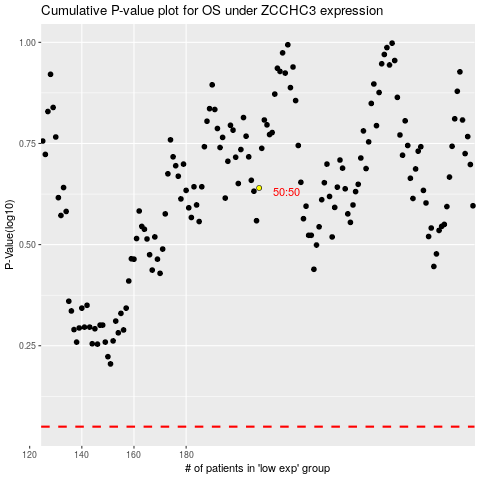 Cumulative P-value plot for OS under ZCCHC3 expression
1.00
0.75
0.50
0.25
P-Value(log10)
50:50
120 140 160 180
# of patients in 'low exp' group